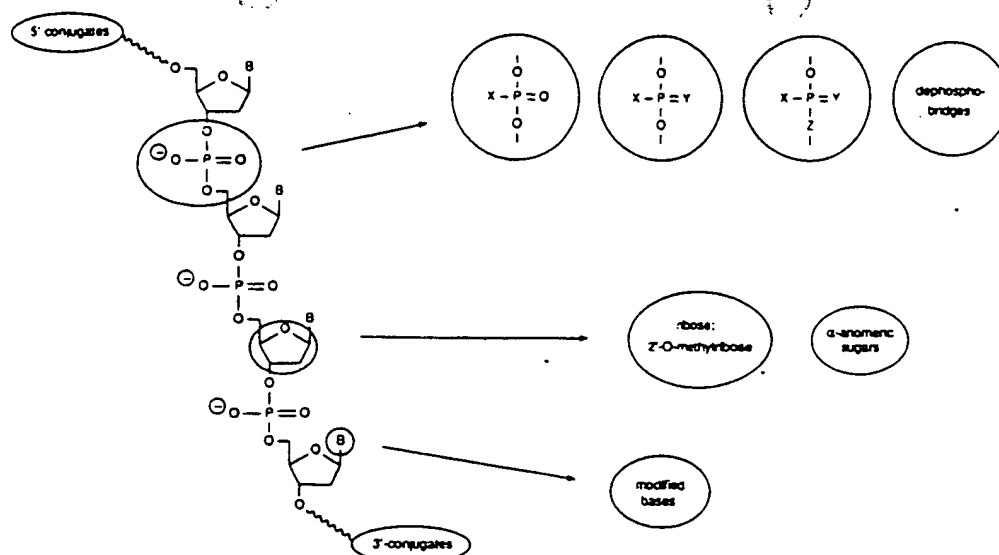 5' conjugates
O
B
O
O
⊖ O–P=O
O
B
O
O
⊖ O–P=O
O
B
O
O
⊖ O–P=O
O
B
O
O
3'-conjugates
O
X–P=O
O
O
X–P=Y
O
O
X–P=Y
Z
dephospho-
bridges
ribose;
2'-O-methylribose
α-anomeric
sugars
modified
bases